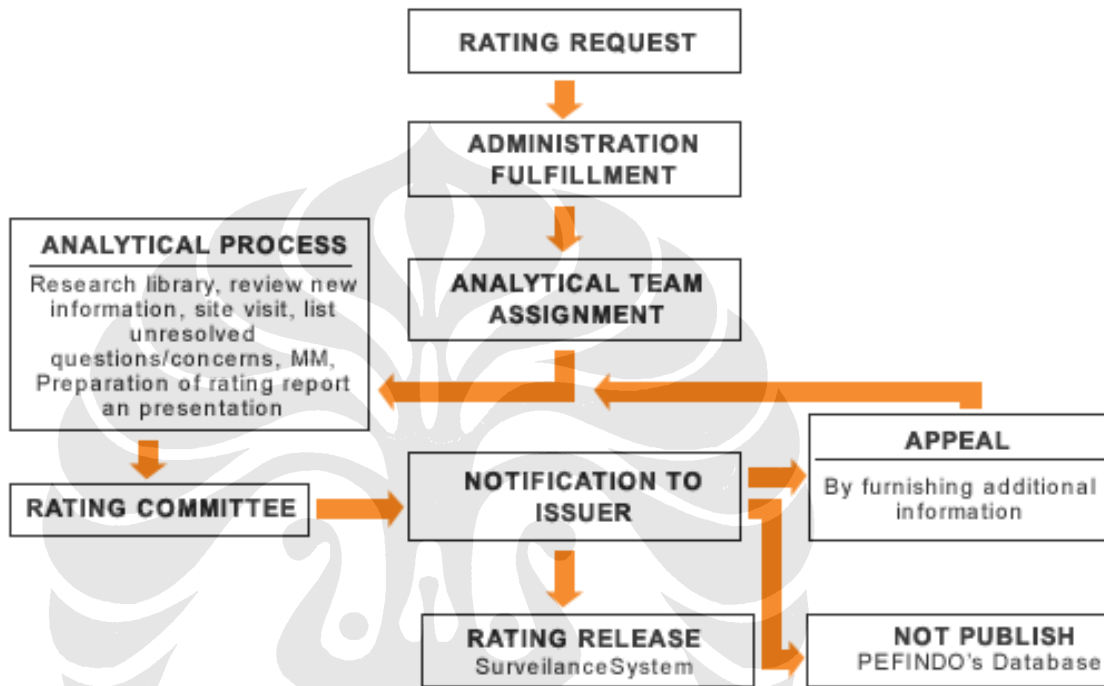 RATING REQUEST
ADMINISTRATION
FULFILLMENT
ANALYTICAL PROCESS
Research library, review new
information, site visit, list
unresolved
questions/concerns, MM,
Preparation of rating report
an presentation
ANALYTICAL TEAM
ASSIGNMENT
RATING COMMITTEE
NOTIFICATION TO
ISSUER
APPEAL
By furnishing additional
information
RATING RELEASE
SurveilanceSystem
NOT PUBLISH
PEFINDO's Database